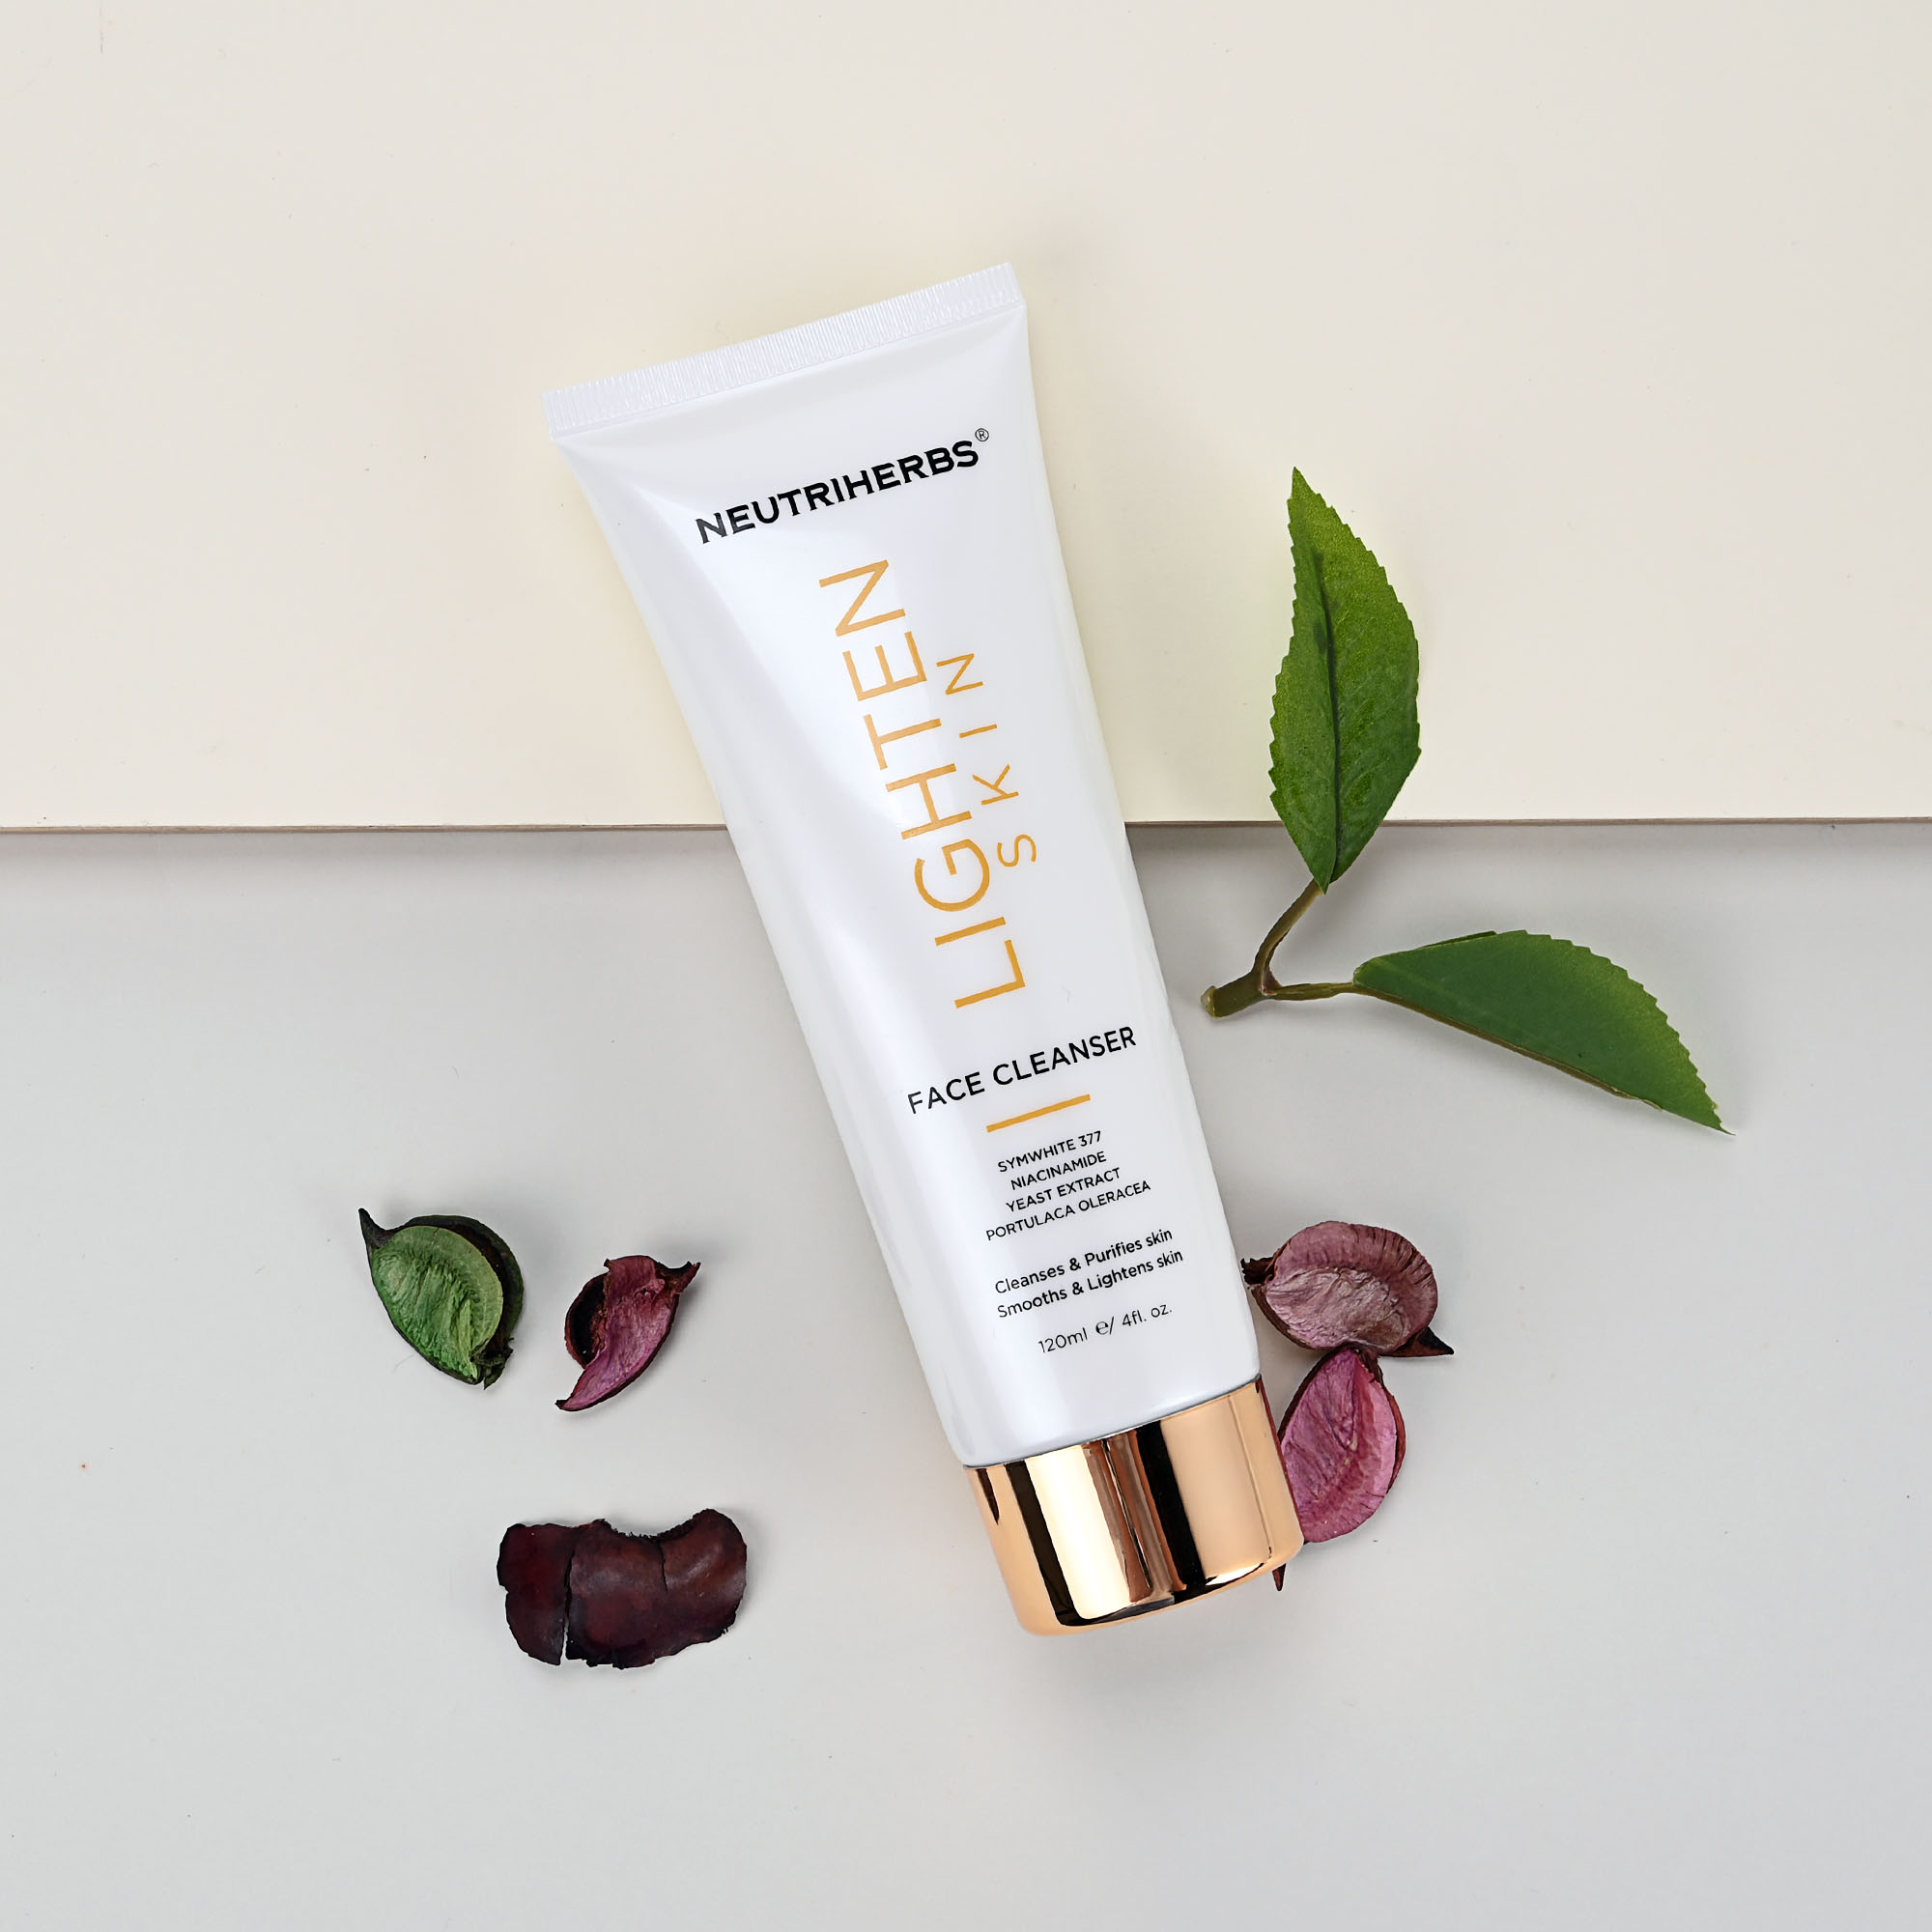 NEUTRIHERBS®
LIGHTEN
SKIN
FACE CLEANSER
SYMWHITE 377
NIACINAMIDE
YEAST EXTRACT
PORTULACA OLERACEA
Cleanses & Purifies skin
Smooths & Lightens skin
120ml ℮/ 4fl. oz.